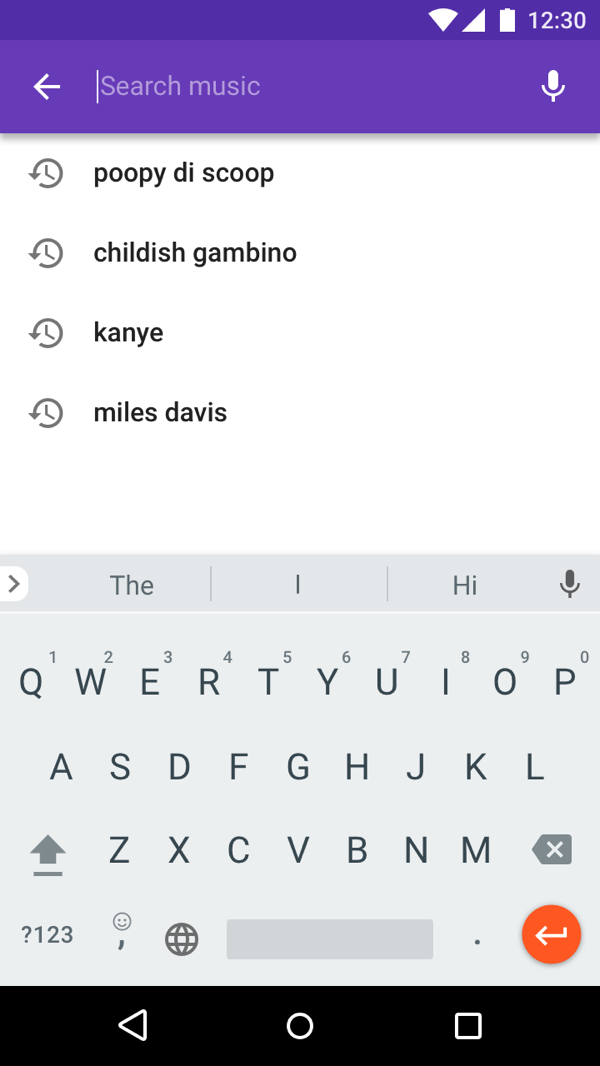 12:30
Search music
poopy di scoop
childish gambino
kanye
miles davis
The I Hi
1 2 3 4 5 6 7 8 9 0
Q W E R T Y U I O P
A S D F G H J K L
Z X C V B N M
?123 , .